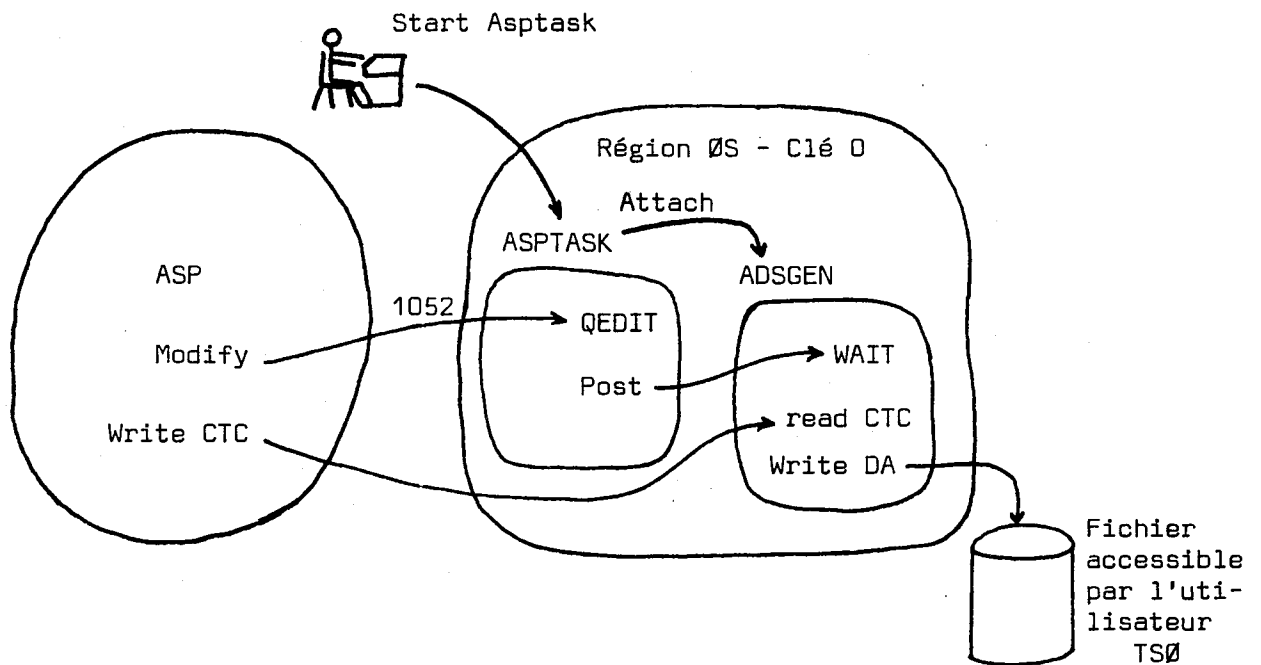 Start Asptask
Région ØS - Clé 0
Attach
ASPTASK
ADSGEN
ASP
1052
QEDIT
Modify
WAIT
Post
read CTC
Write CTC
Write DA
Fichier
accessible
par l'uti-
lisateur
TSØ